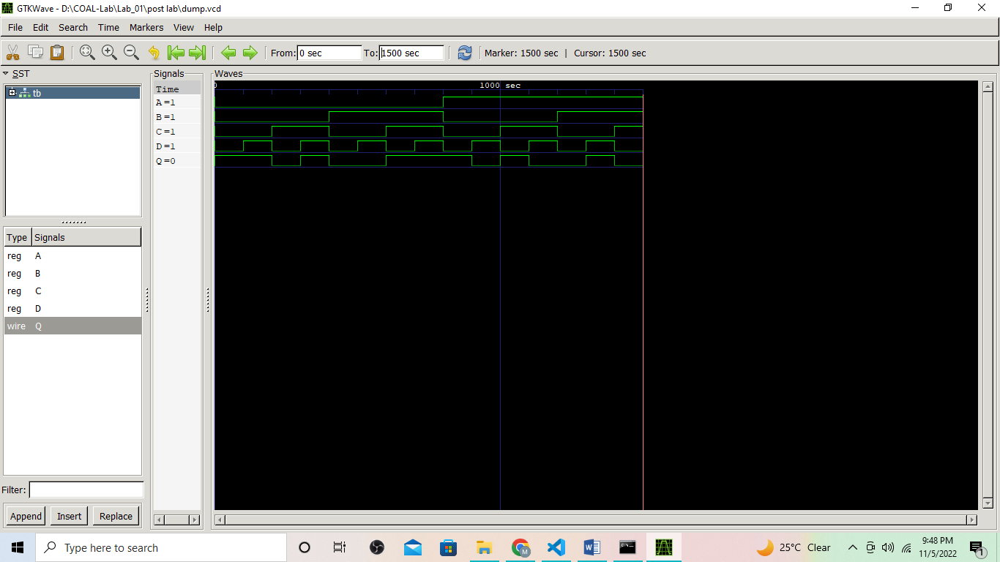 GTKWave - D:\COAL-Lab\Lab_01\post lab\dump.vcd
File Edit Search Time Markers View Help
From: 0 sec To: 1500 sec Marker: 1500 sec | Cursor: 1500 sec
SST
tb
Type Signals
reg A
reg B
reg C
reg D
wire Q
Filter:
Append Insert Replace
Signals
Time
A=1
B=1
C=1
D=1
Q=0
Waves
0 1000 sec
Type here to search
M
25°C Clear
9:48 PM
11/5/2022
1